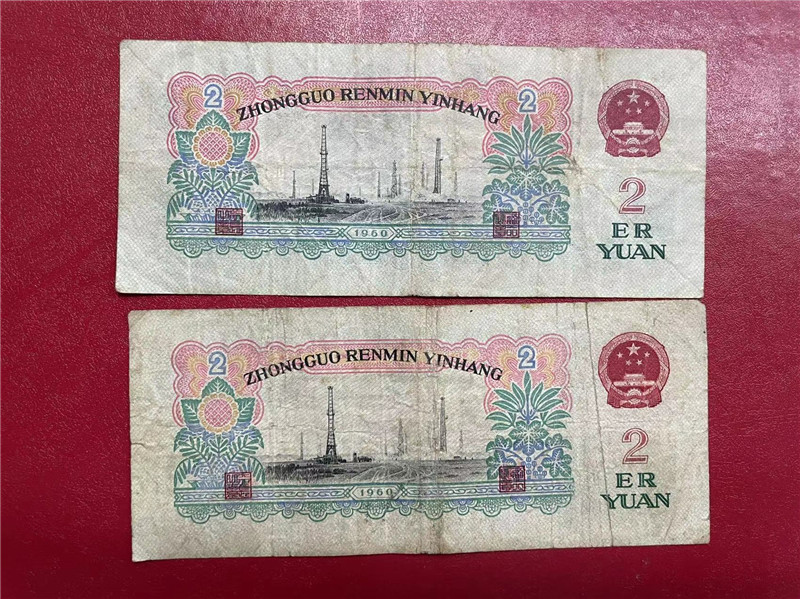 2 2
ZHONGGUO RENMIN YINHANG
1960
2
ER
YUAN
2 2
ZHONGGUO RENMIN YINHANG
1960
2
ER
YUAN